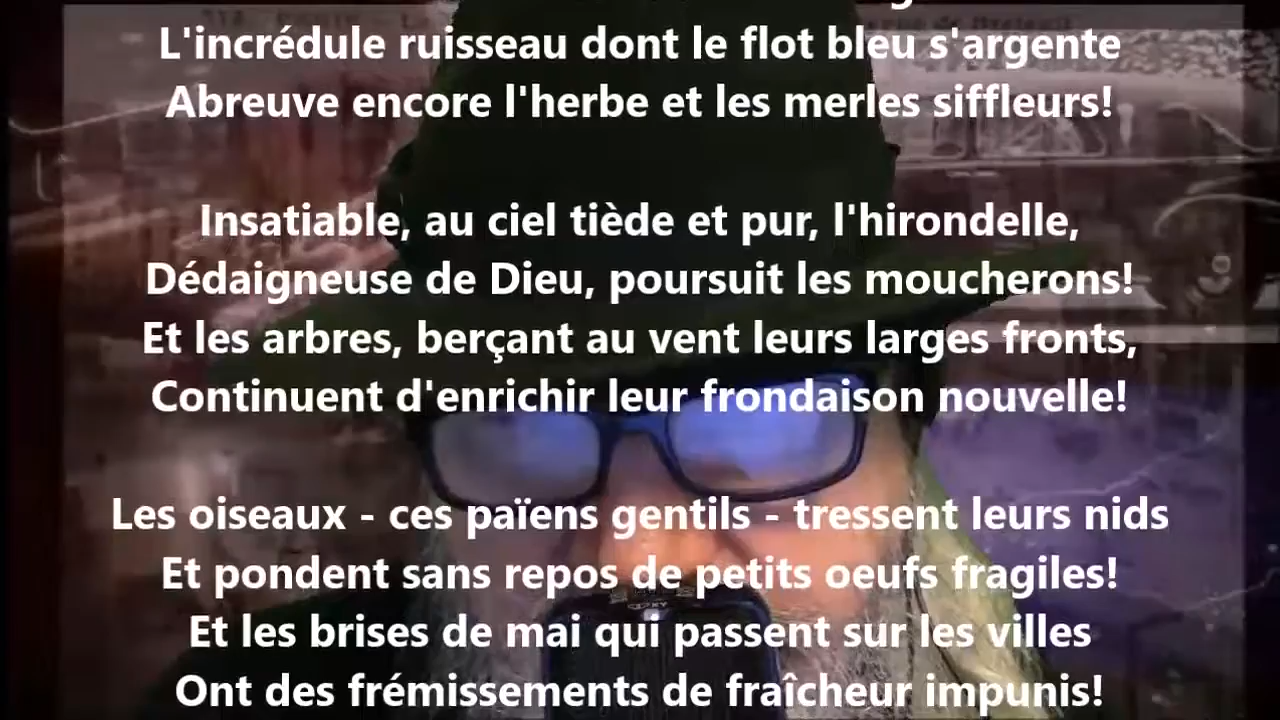 L'incrédule ruisseau dont le flot bleu s'argente
Abreuve encore l'herbe et les merles siffleurs!
Insatiable, au ciel tiède et pur, l'hirondelle,
Dédaigneuse de Dieu, poursuit les moucherons!
Et les arbres, berçant au vent leurs larges fronts,
Continuent d'enrichir leur frondaison nouvelle!
Les oiseaux - ces païens gentils - tressent leurs nids
Et pondent sans repos de petits oeufs fragiles!
Et les brises de mai qui passent sur les villes
Ont des frémissements de fraîcheur impunis!